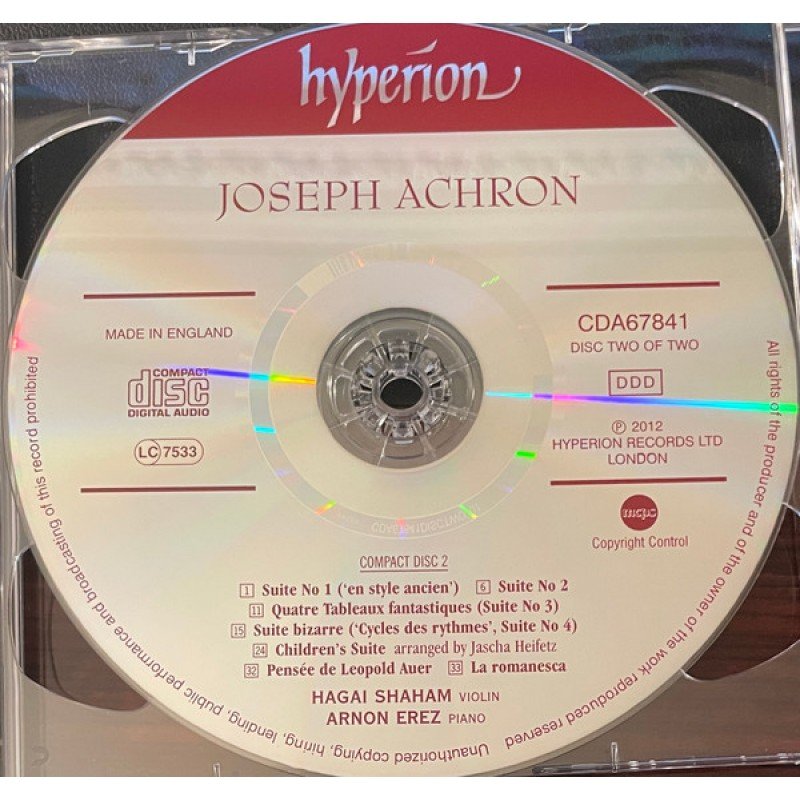 hyperion
JOSEPH ACHRON
MADE IN ENGLAND
COMPACT
disc
DIGITAL AUDIO
LC 7533
CDA67841
DISC TWO OF TWO
DDD
℗ 2012
HYPERION RECORDS LTD
LONDON
mcps
Copyright Control
COMPACT DISC 2
1 Suite No 1 (‘en style ancien’) 6 Suite No 2
11 Quatre Tableaux fantastiques (Suite No 3)
15 Suite bizarre (‘Cycles des rythmes’, Suite No 4)
24 Children's Suite arranged by Jascha Heifetz
32 Pensée de Leopold Auer 33 La romanesca
HAGAI SHAHAM VIOLIN
ARNON EREZ PIANO
All rights of the producer and of the owner of the work reproduced reserved
Unauthorized copying, hiring, lending, public performance and broadcasting of this record prohibited